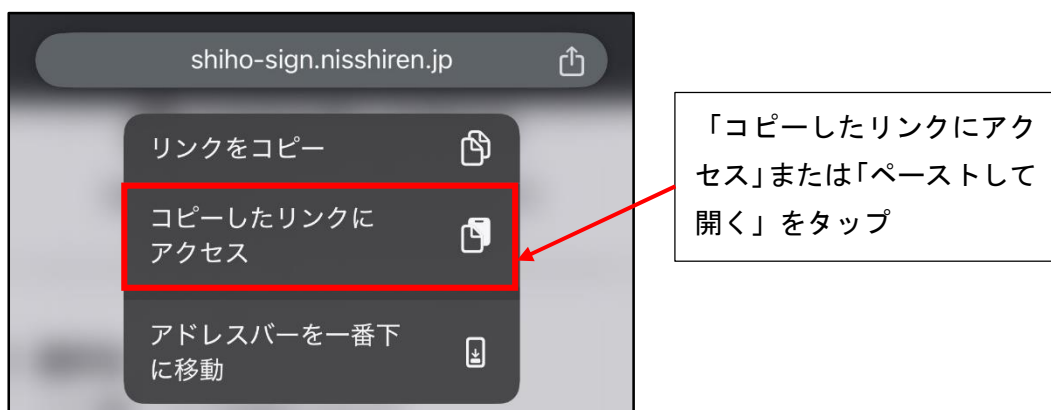 shiho-sign.nisshiren.jp
リンクをコピー
コピーしたリンクに
アクセス
アドレスバーを一番下
に移動
「コピーしたリンクにアク
セス」または「ペーストして
開く」をタップ